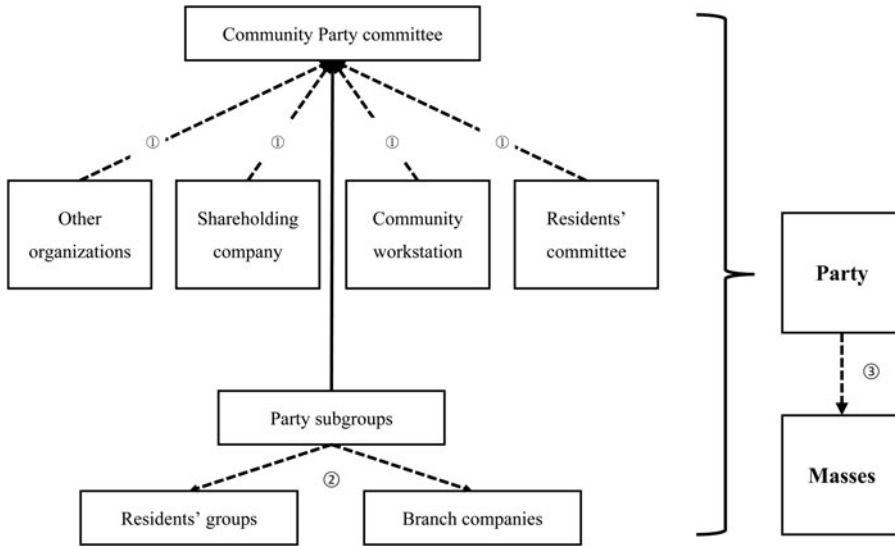 Community Party committee
① ① ① ①
Other
organizations
Shareholding
company
Community
workstation
Residents’
committee
Party
③
Party subgroups
②
Masses
Residents’ groups
Branch companies